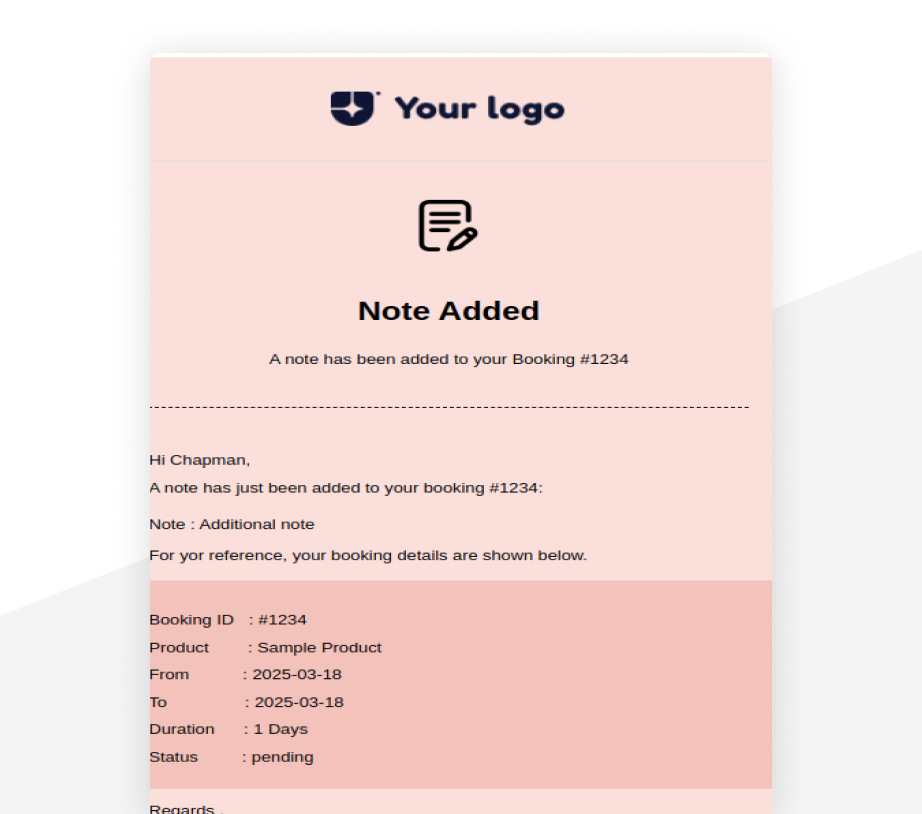 Your logo
Note Added
A note has been added to your Booking #1234
Hi Chapman,
A note has just been added to your booking #1234:
Note : Additional note
For yor reference, your booking details are shown below.
Booking ID : #1234
Product : Sample Product
From : 2025-03-18
To : 2025-03-18
Duration : 1 Days
Status : pending
Regards ,